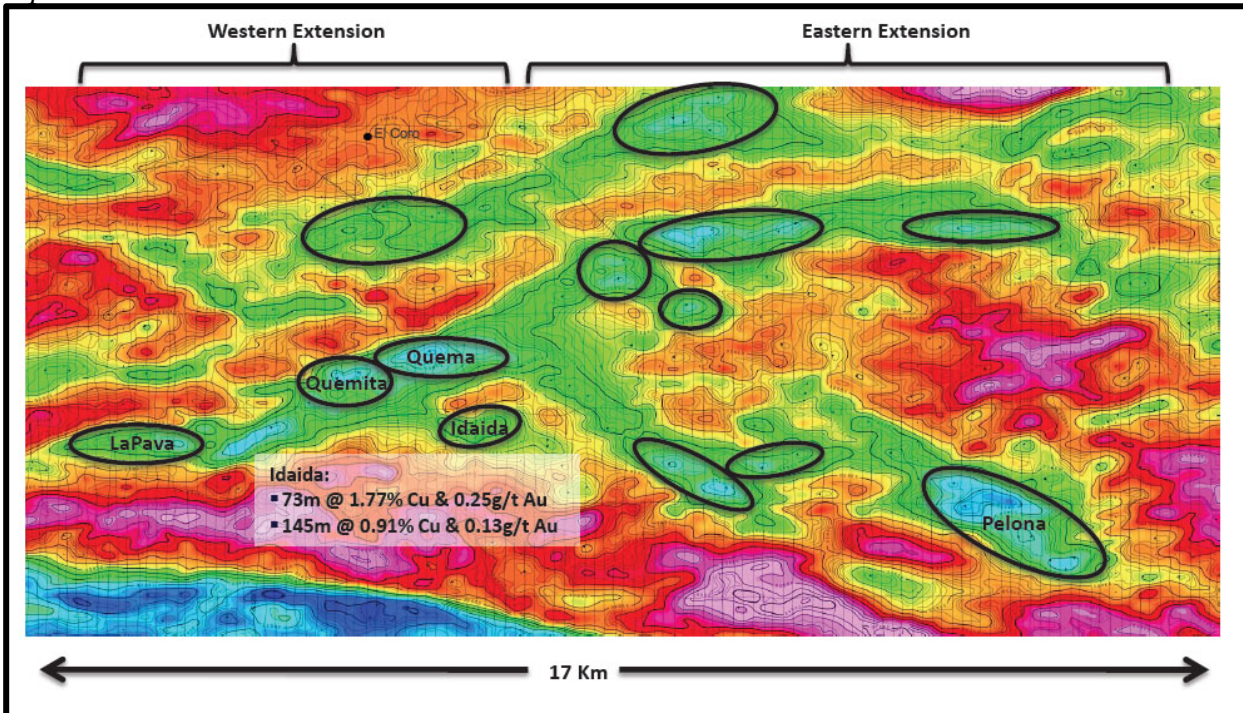 Western Extension
Eastern Extension
El Coro
Quema
Quemita
LaPava
Idaida
Idaida:
▪ 73m @ 1.77% Cu & 0.25g/t Au
▪ 145m @ 0.91% Cu & 0.13g/t Au
Pelona
17 Km